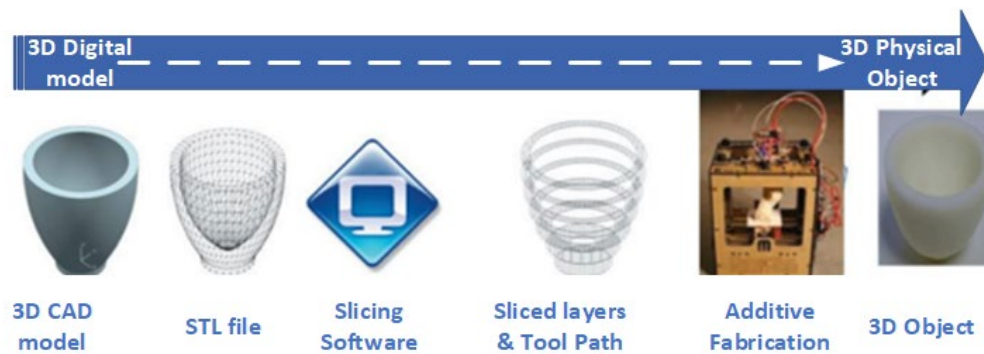 3D Digital
model
3D Physical
Object
3D CAD
model
STL file
Slicing
Software
Sliced layers
& Tool Path
Additive
Fabrication
3D Object